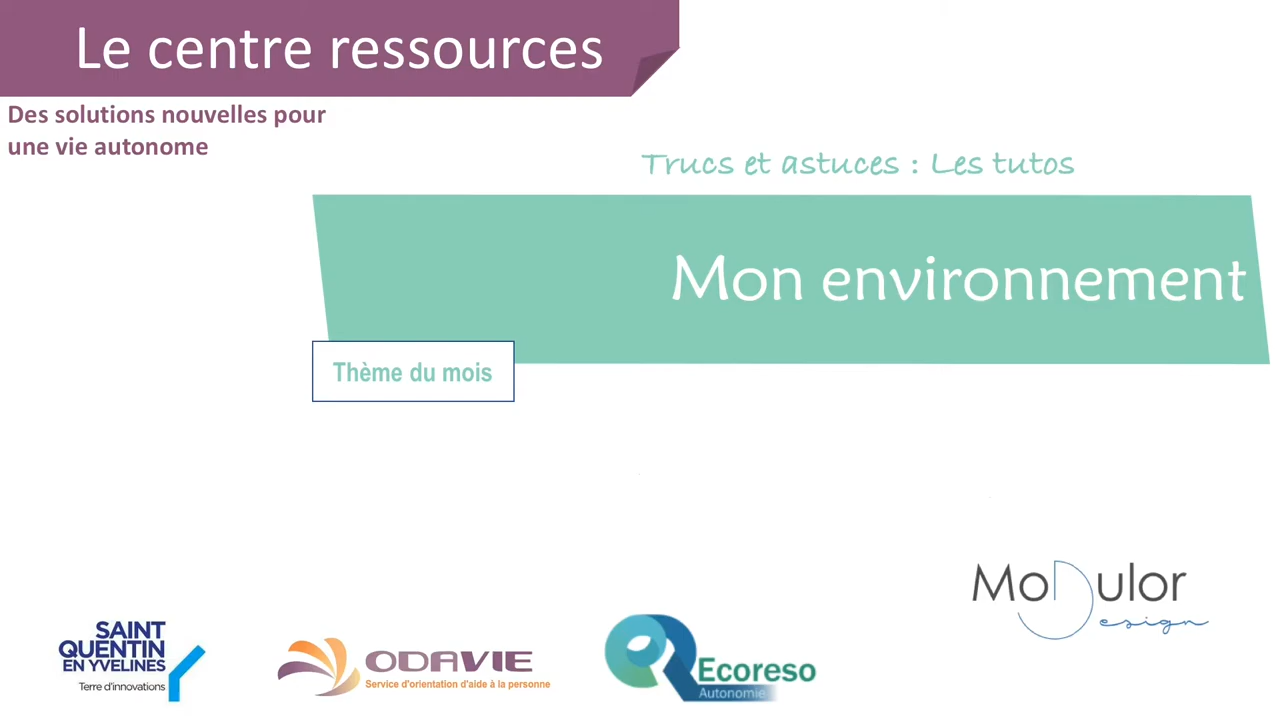 Le centre ressources
Des solutions nouvelles pour
une vie autonome
Trucs et astuces : Les tutos
Mon environnement
Thème du mois
MoDulor
esign
SAINT
QUENTIN
EN YVELINES
Terre d'innovations
ODAVIE
Service d'orientation d'aide à la personne
Ecoreso
Autonomie